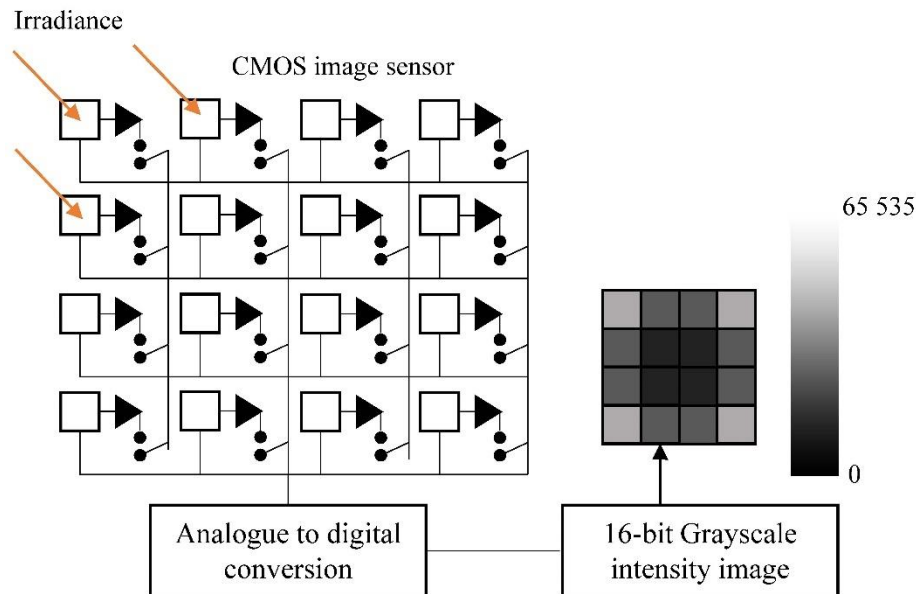 Irradiance
CMOS image sensor
65 535
0
Analogue to digital
conversion
16-bit Grayscale
intensity image